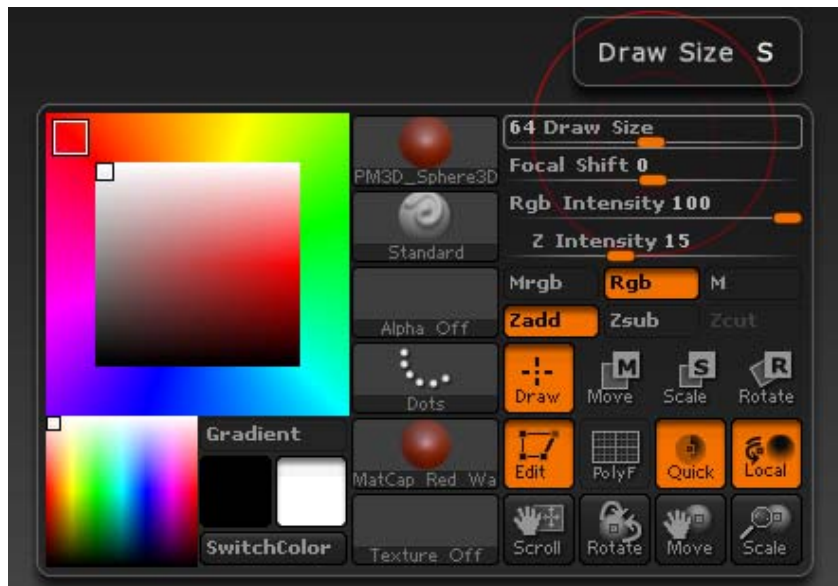 Draw Size S
64 Draw Size
Focal Shift 0
Rgb Intensity 100
Z Intensity 15
Mrgb Rgb M
Zadd Zsub Zcut
Draw Move Scale Rotate
M S R
Edit PolyF Quick Local
Scroll Rotate Move Scale
PM3D_Sphere3D
Standard
Alpha Off
Dots
MatCap Red Wa
Texture Off
Gradient
SwitchColor